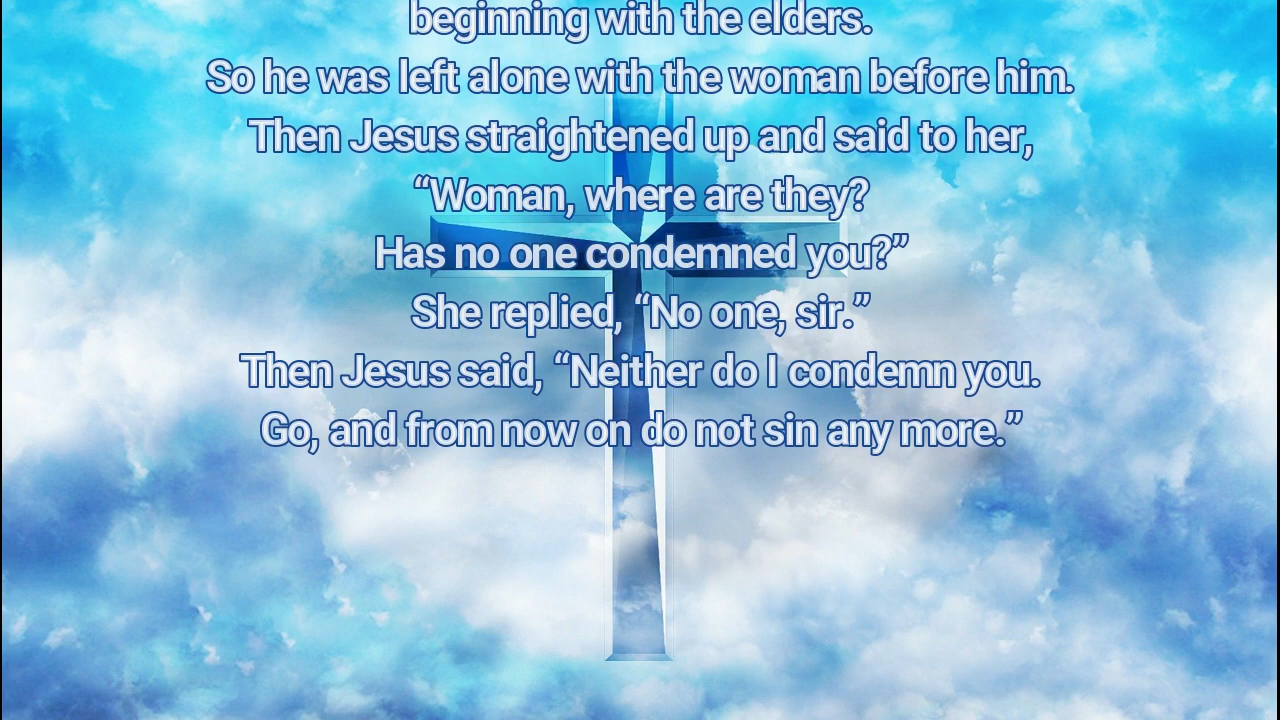 beginning with the elders.
So he was left alone with the woman before him.
Then Jesus straightened up and said to her,
“Woman, where are they?
Has no one condemned you?”
She replied, “No one, sir.”
Then Jesus said, “Neither do I condemn you.
Go, and from now on do not sin any more.”